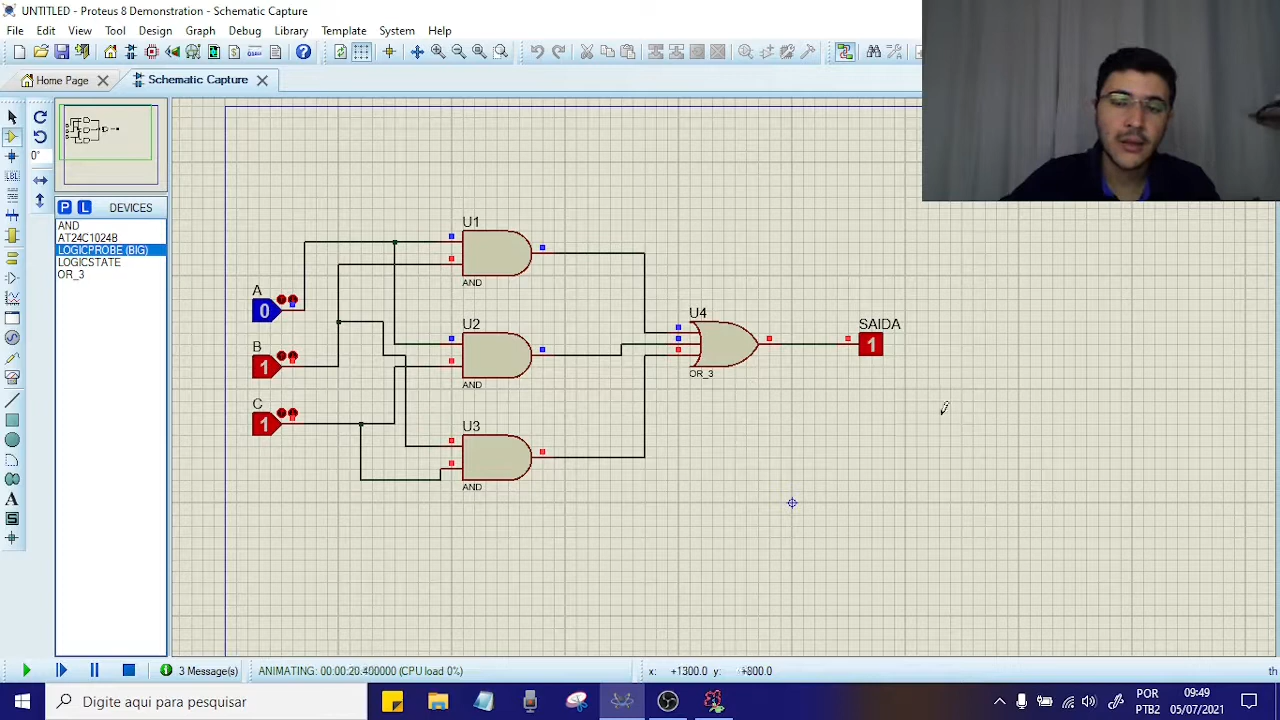 UNTITLED - Proteus 8 Demonstration - Schematic Capture
File Edit View Tool Design Graph Debug Library Template System Help
Home Page Schematic Capture
0°
P L DEVICES
AND
AT24C1024B
LOGICPROBE (BIG)
LOGICSTATE
OR_3
U1
AND
A
0
U2
AND
U4
OR_3
SAIDA
1
B
1
C
1
U3
AND
3 Message(s) ANIMATING: 00:00:20.400000 (CPU load 0%) x: +1300.0 y: +800.0 th
Digite aqui para pesquisar
POR
PTB2
09:49
05/07/2021